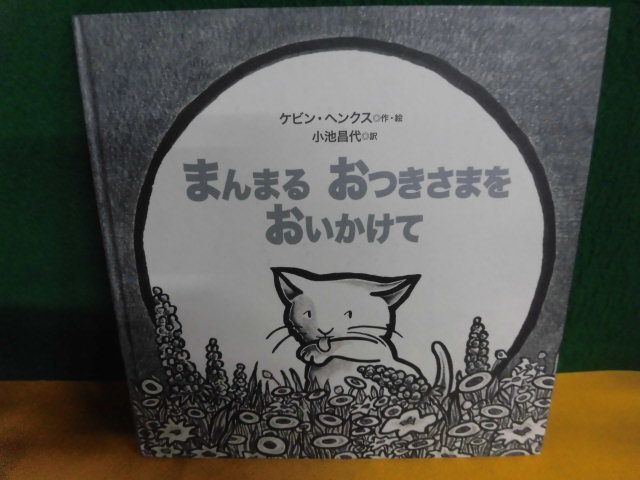 ケビン・ヘンクス◎作・絵
小池昌代◎訳
まんまる おつきさまを
おいかけて